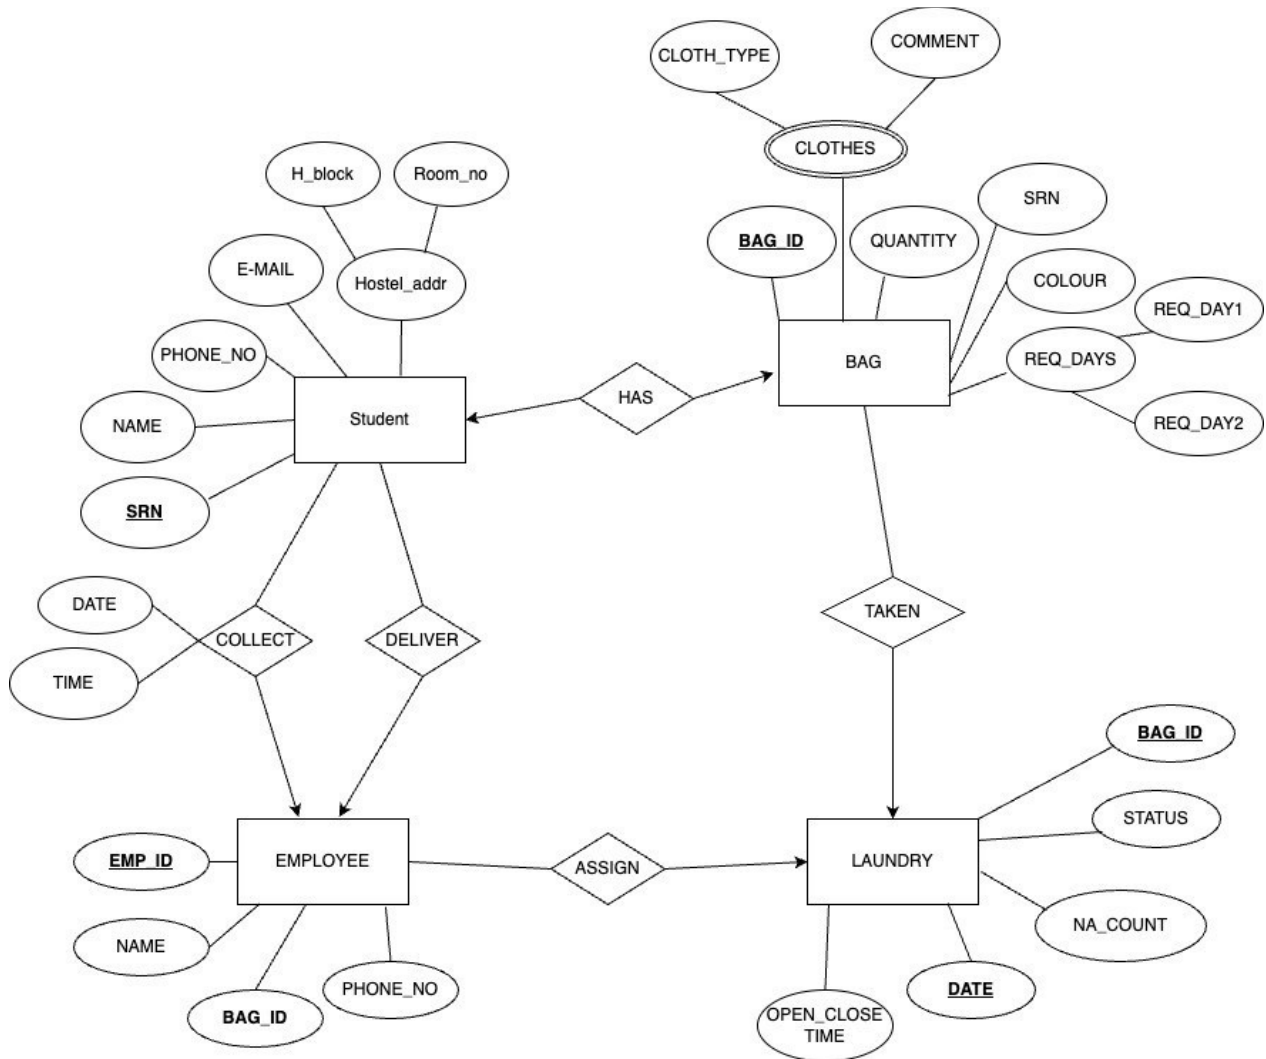 CLOTH_TYPE
COMMENT
CLOTHES
H_block
Room_no
SRN
BAG_ID
QUANTITY
E-MAIL
Hostel_addr
COLOUR
REQ_DAY1
PHONE_NO
REQ_DAYS
BAG
HAS
NAME
Student
REQ_DAY2
SRN
DATE
TAKEN
COLLECT
DELIVER
TIME
BAG_ID
STATUS
EMP_ID
EMPLOYEE
ASSIGN
LAUNDRY
NA_COUNT
NAME
PHONE_NO
DATE
BAG_ID
OPEN_CLOSE
TIME